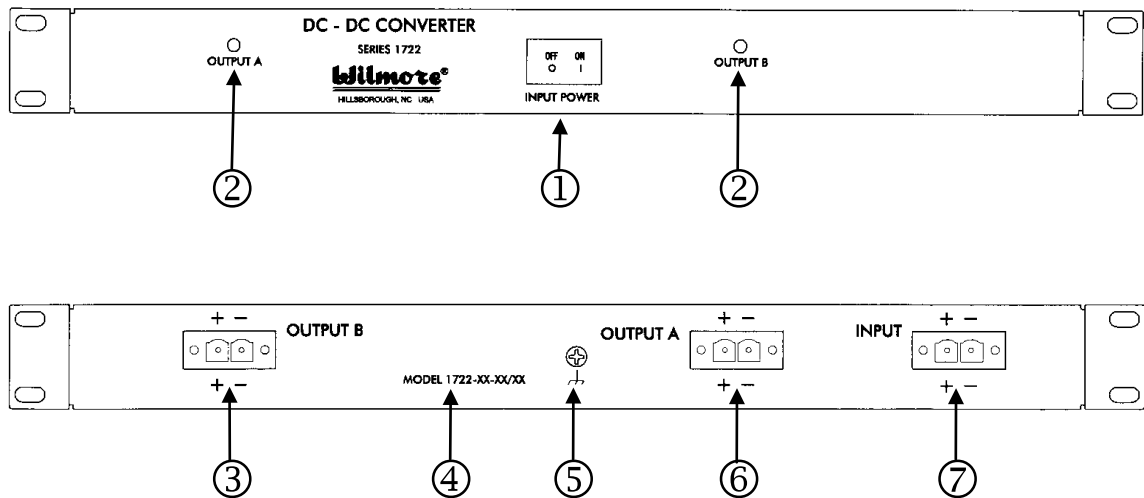 DC - DC CONVERTER
SERIES 1722
Wilmore®
HILLSBOROUGH, NC USA
OUTPUT A
OFF ON
O I
INPUT POWER
OUTPUT B
② ① ②
+ − OUTPUT B
+ −
MODEL 1722-XX-XX/XX
OUTPUT A + −
+ −
INPUT + −
+ −
③ ④ ⑤ ⑥ ⑦